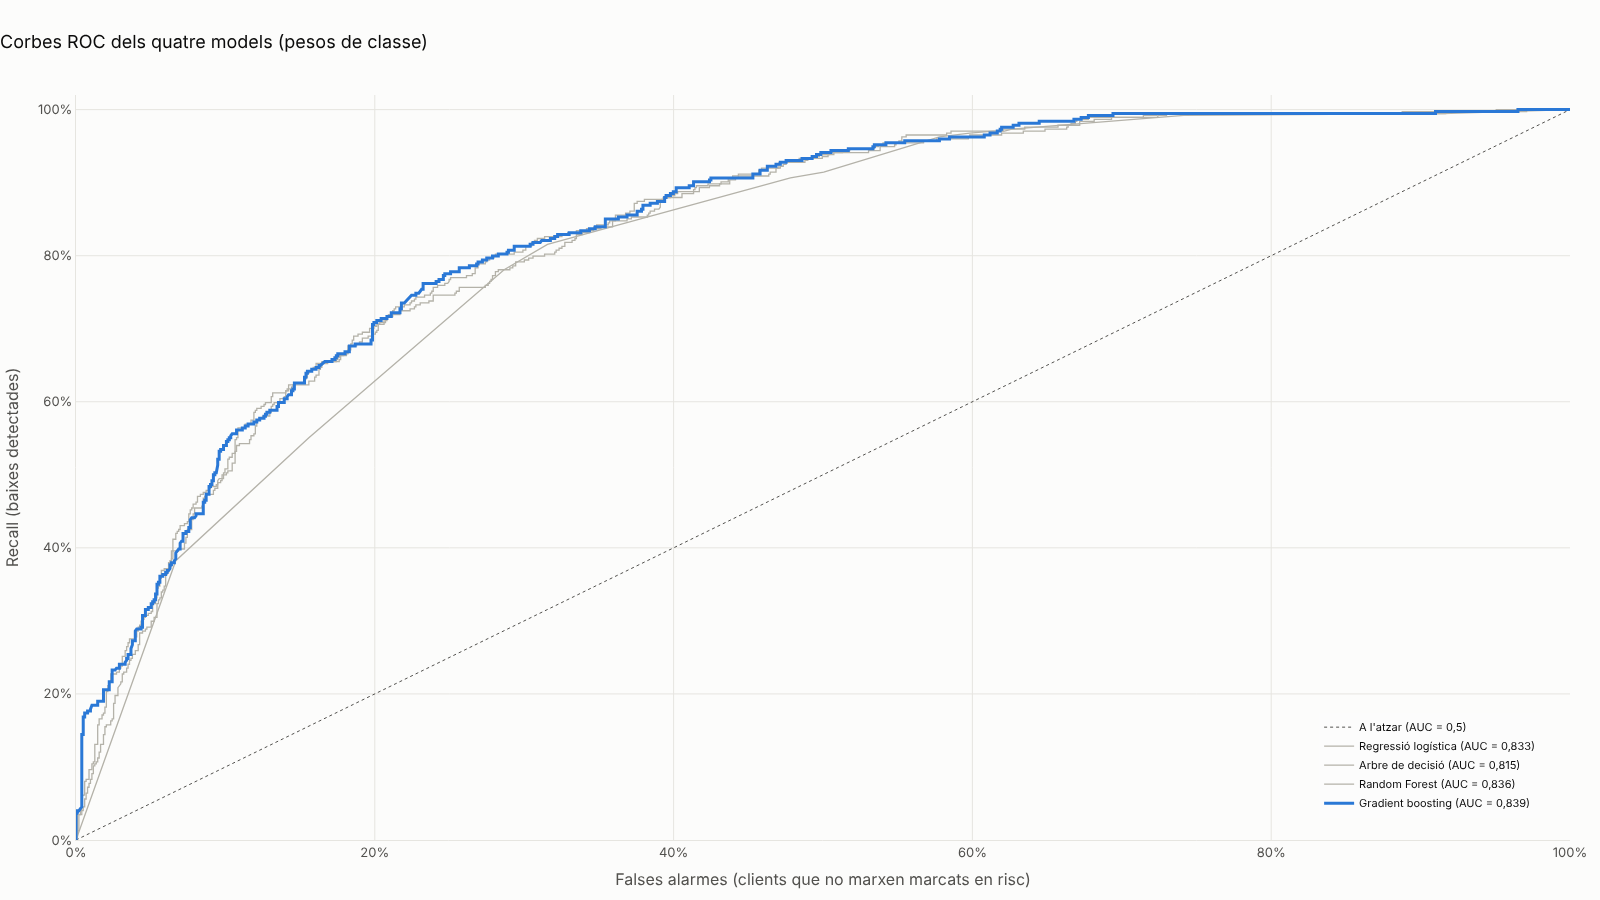 Corbes ROC dels quatre models (pesos de classe)
100%
80%
60%
40%
20%
0%
Recall (baixes detectades)
0%
20%
40%
60%
80%
100%
Falses alarmes (clients que no marxen marcats en risc)
A l'atzar (AUC = 0,5)
Regressió logística (AUC = 0,833)
Arbre de decisió (AUC = 0,815)
Random Forest (AUC = 0,836)
Gradient boosting (AUC = 0,839)